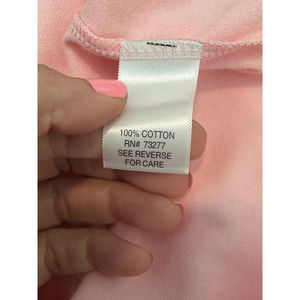 100% COTTON
RN# 73277
SEE REVERSE
FOR CARE